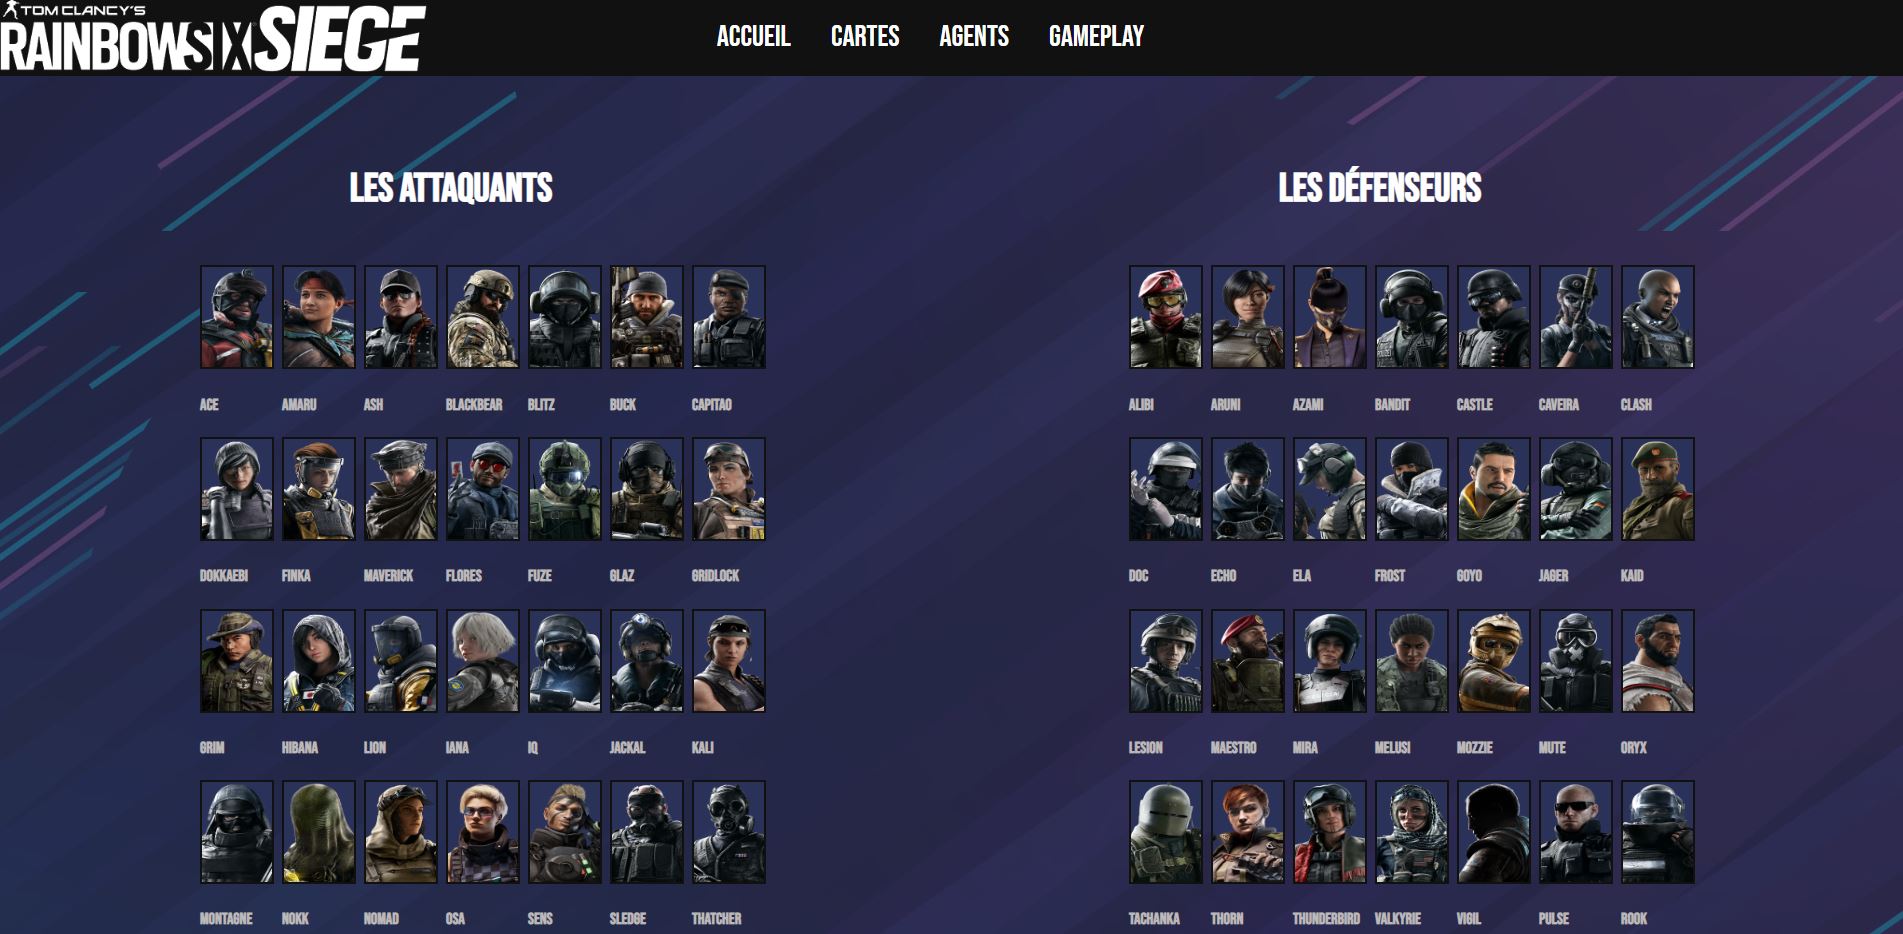 TOM CLANCY'S
RAINBOWSIX SIEGE
ACCUEIL CARTES AGENTS GAMEPLAY
LES ATTAQUANTS
ACE AMARU ASH BLACKBEAR BLITZ BUCK CAPITAO
DOKKAEBI FINKA MAVERICK FLORES FUZE GLAZ GRIDLOCK
GRIM HIBANA LION IANA IQ JACKAL KALI
MONTAGNE NOKK NOMAD OSA SENS SLEDGE THATCHER
LES DÉFENSEURS
ALIBI ARUNI AZAMI BANDIT CASTLE CAVEIRA CLASH
DOC ECHO ELA FROST GOYO JAGER KAID
LESION MAESTRO MIRA MELUSI MOZZIE MUTE ORYX
TACHANKA THORN THUNDERBIRD VALKYRIE VIGIL PULSE ROOK